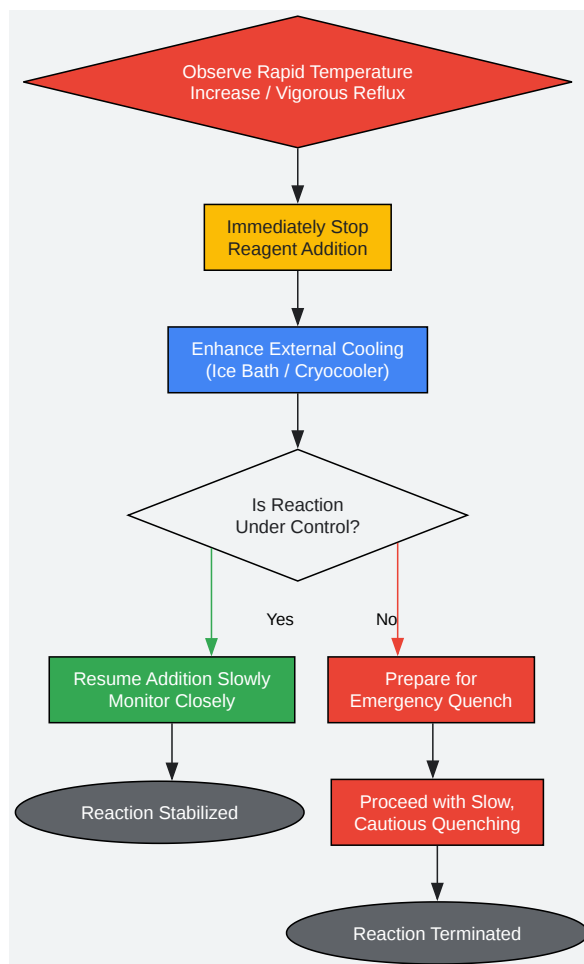 Observe Rapid Temperature
Increase / Vigorous Reflux
Immediately Stop
Reagent Addition
Enhance External Cooling
(Ice Bath / Cryocooler)
Is Reaction
Under Control?
Yes
No
Resume Addition Slowly
Monitor Closely
Prepare for
Emergency Quench
Reaction Stabilized
Proceed with Slow,
Cautious Quenching
Reaction Terminated